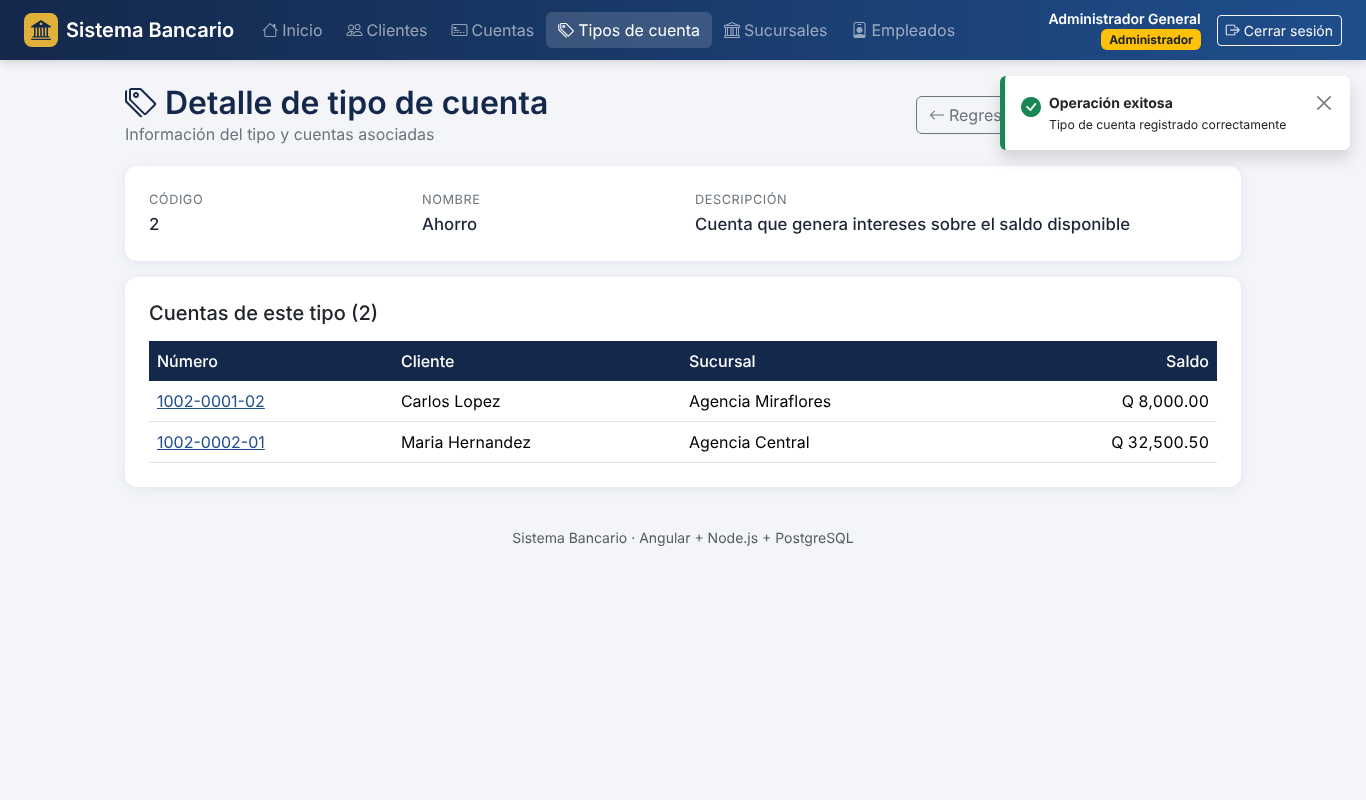 Sistema Bancario
Inicio
Clientes
Cuentas
Tipos de cuenta
Sucursales
Empleados
Administrador General
Administrador
Cerrar sesión
Detalle de tipo de cuenta
Información del tipo y cuentas asociadas
Operación exitosa
Tipo de cuenta registrado correctamente
CÓDIGO
2
NOMBRE
Ahorro
DESCRIPCIÓN
Cuenta que genera intereses sobre el saldo disponible
Cuentas de este tipo (2)
Número Cliente Sucursal Saldo
1002-0001-02 Carlos Lopez Agencia Miraflores Q 8,000.00
1002-0002-01 Maria Hernandez Agencia Central Q 32,500.50
Sistema Bancario · Angular + Node.js + PostgreSQL